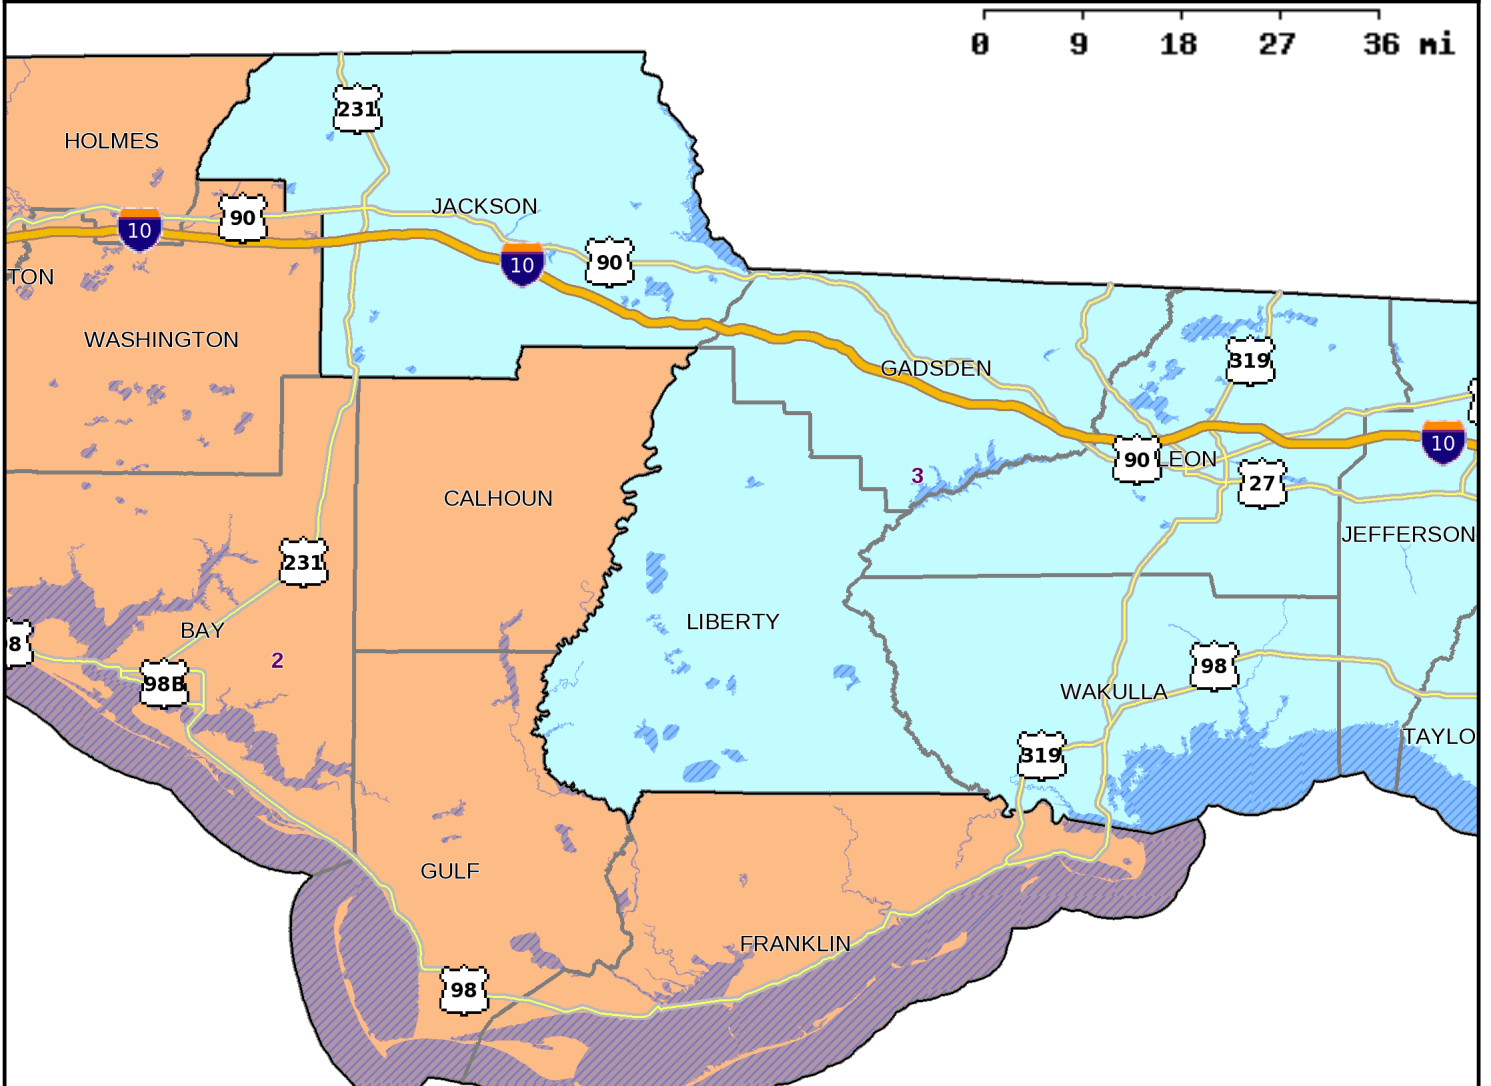 0 9 18 27 36 mi
231
HOLMES
90
JACKSON
10
10
90
TON
WASHINGTON
319
GADSDEN
10
90
LEON
3
27
CALHOUN
JEFFERSON
231
LIBERTY
BAY
8
2
98
98B
WAKULLA
TAYLO
319
GULF
FRANKLIN
98